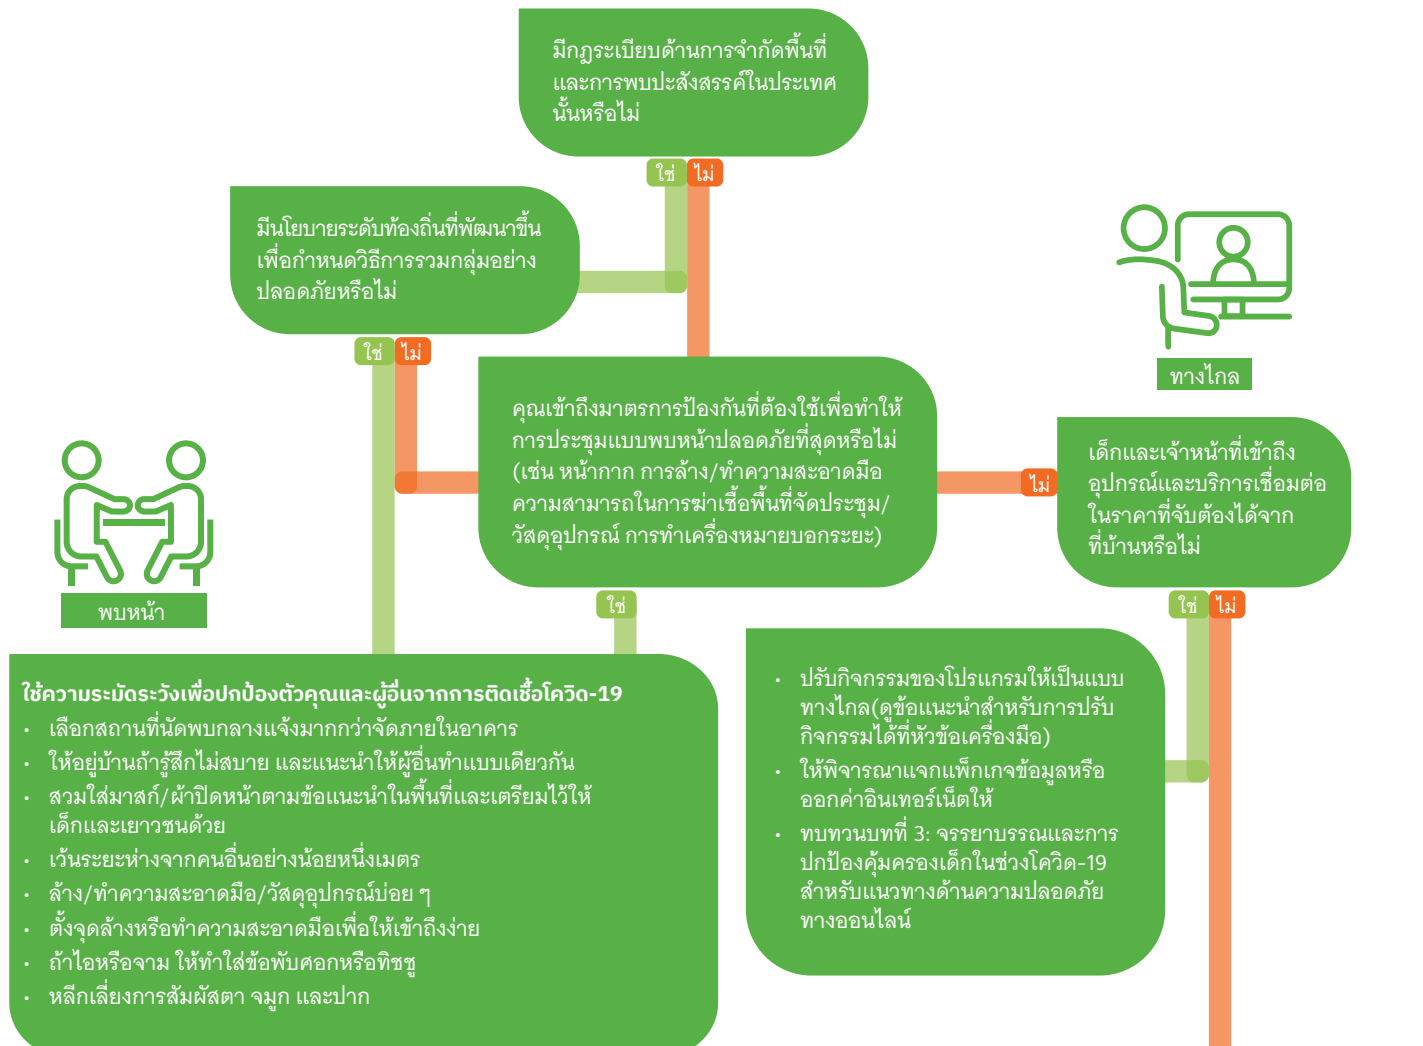 มีกฎระเบียบด้านการจำกัดพื้นที่
และการพบปะสังสรรค์ในประเทศ
นั้นหรือไม่
ใช่
ไม่
มีนโยบายระดับท้องถิ่นที่พัฒนาขึ้น
เพื่อกำหนดวิธีการรวมกลุ่มอย่าง
ปลอดภัยหรือไม่
ใช่
ไม่
ทางไกล
คุณเข้าถึงมาตรการป้องกันที่ต้องใช้เพื่อทำให้
การประชุมแบบพบหน้าปลอดภัยที่สุดหรือไม่
(เช่น หน้ากาก การล้าง/ทำความสะอาดมือ
ความสามารถในการฆ่าเชื้อพื้นที่จัดประชุม/
วัสดุอุปกรณ์ การทำเครื่องหมายบอกระยะ)
ไม่
ใช่
เด็กและเจ้าหน้าที่เข้าถึง
อุปกรณ์และบริการเชื่อมต่อ
ในราคาที่จับต้องได้จาก
ที่บ้านหรือไม่
ใช่
ไม่
พบหน้า
ใช้ความระมัดระวังเพื่อปกป้องตัวคุณและผู้อื่นจากการติดเชื้อโควิด-19
• เลือกสถานที่นัดพบกลางแจ้งมากกว่าจัดภายในอาคาร
• ให้อยู่บ้านถ้ารู้สึกไม่สบาย และแนะนำให้ผู้อื่นทำแบบเดียวกัน
• สวมใส่มาสก์/ผ้าปิดหน้าตามข้อแนะนำในพื้นที่และเตรียมไว้ให้
เด็กและเยาวชนด้วย
• เว้นระยะห่างจากคนอื่นอย่างน้อยหนึ่งเมตร
• ล้าง/ทำความสะอาดมือ/วัสดุอุปกรณ์บ่อย ๆ
• ตั้งจุดล้างหรือทำความสะอาดมือเพื่อให้เข้าถึงง่าย
• ถ้าไอหรือจาม ให้ทำใส่ข้อพับศอกหรือทิชชู
• หลีกเลี่ยงการสัมผัสตา จมูก และปาก
• ปรับกิจกรรมของโปรแกรมให้เป็นแบบ
ทางไกล(ดูข้อแนะนำสำหรับการปรับ
กิจกรรมได้ที่หัวข้อเครื่องมือ)
• ให้พิจารณาแจกแพ็กเกจข้อมูลหรือ
ออกค่าอินเทอร์เน็ตให้
• ทบทวนบทที่ 3: จรรยาบรรณและการ
ปกป้องคุ้มครองเด็กในช่วงโควิด-19
สำหรับแนวทางด้านความปลอดภัย
ทางออนไลน์